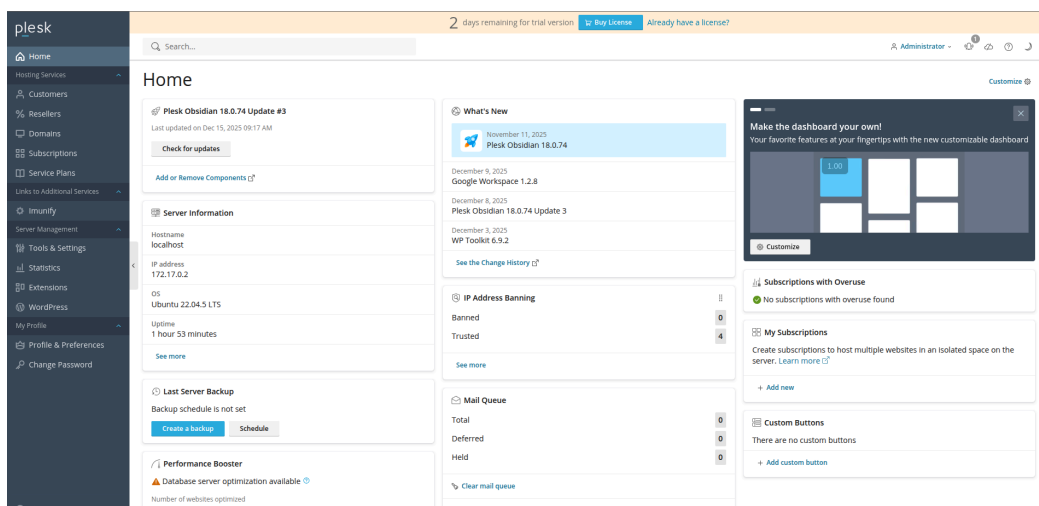 plesk
Home
Hosting Services
Customers
Resellers
Domains
Subscriptions
Service Plans
Links to Additional Services
Imunify
Server Management
Tools & Settings
Statistics
Extensions
WordPress
My Profile
Profile & Preferences
Change Password
2 days remaining for trial version Buy License Already have a license?
Search...
Administrator
1
Home
Customize
Plesk Obsidian 18.0.74 Update #3
Last updated on Dec 15, 2025 09:17 AM
Check for updates
Add or Remove Components
Server Information
Hostname
localhost
IP address
172.17.0.2
OS
Ubuntu 22.04.5 LTS
Uptime
1 hour 53 minutes
See more
Last Server Backup
Backup schedule is not set
Create a backup Schedule
Performance Booster
Database server optimization available
Number of websites optimized
What's New
November 11, 2025
Plesk Obsidian 18.0.74
December 9, 2025
Google Workspace 1.2.8
December 8, 2025
Plesk Obsidian 18.0.74 Update 3
December 3, 2025
WP Toolkit 6.9.2
See the Change History
IP Address Banning
Banned 0
Trusted 4
See more
Mail Queue
Total 0
Deferred 0
Held 0
Clear mail queue
Make the dashboard your own!
Your favorite features at your fingertips with the new customizable dashboard
1.00
Customize
Subscriptions with Overuse
No subscriptions with overuse found
My Subscriptions
Create subscriptions to host multiple websites in an isolated space on the
server. Learn more
+ Add new
Custom Buttons
There are no custom buttons
+ Add custom button